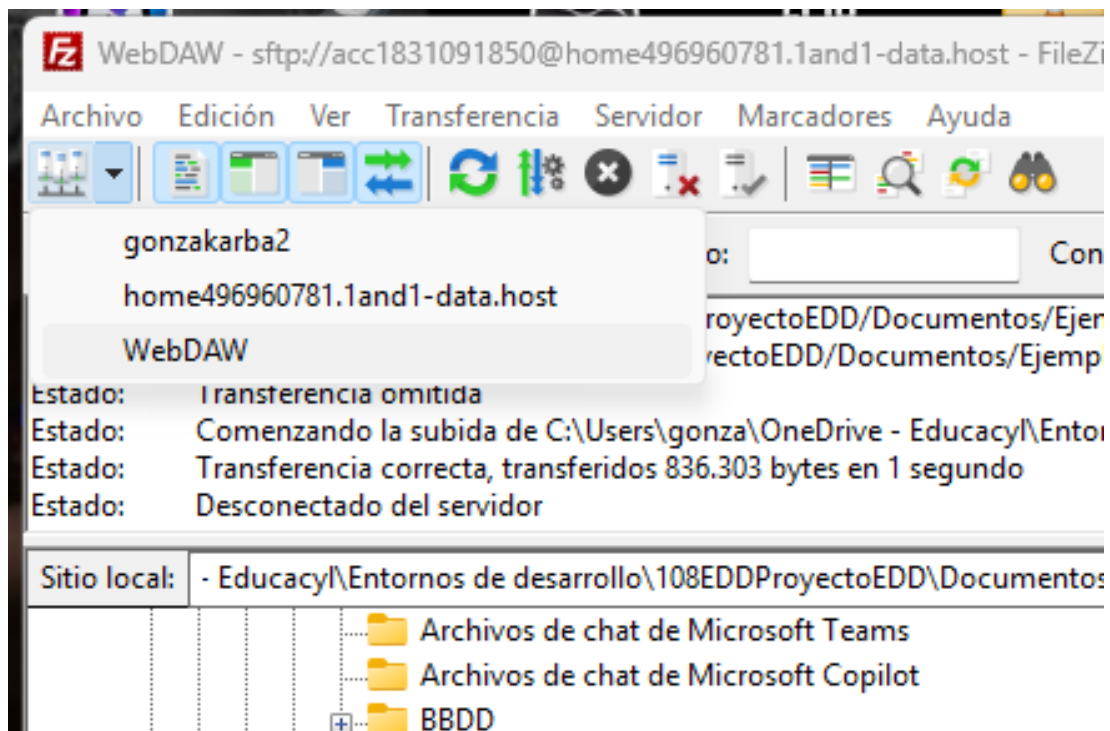 WebDAW - sftp://acc1831091850@home496960781.1and1-data.host - FileZi
Archivo Edición Ver Transferencia Servidor Marcadores Ayuda
gonzakarba2
o: Con
home496960781.1and1-data.host
royectoEDD/Documentos/Ejem
WebDAW
yectoEDD/Documentos/Ejemp
Estado: Transferencia omitida
Estado: Comenzando la subida de C:\Users\gonza\OneDrive - Educacyl\Entor
Estado: Transferencia correcta, transferidos 836.303 bytes en 1 segundo
Estado: Desconectado del servidor
Sitio local: - Educacyl\Entornos de desarrollo\108EDDProyectoEDD\Documentos
Archivos de chat de Microsoft Teams
Archivos de chat de Microsoft Copilot
BBDD